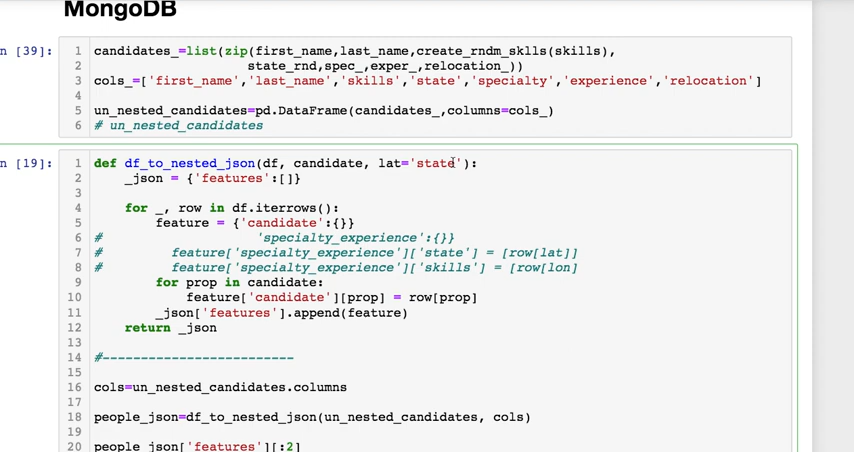 MongoDB
n [39]:
1 candidates_=list(zip(first_name,last_name,create_rndm_sklls(skills),
2 state_rnd,spec_,exper_,relocation_))
3 cols_=['first_name','last_name','skills','state','specialty','experience','relocation']
4
5 un_nested_candidates=pd.DataFrame(candidates_,columns=cols_)
6 # un_nested_candidates
n [19]:
1 def df_to_nested_json(df, candidate, lat='state'):
2 _json = {'features':[]}
3
4 for _, row in df.iterrows():
5 feature = {'candidate':{}}
6 # 'specialty_experience':{}}
7 # feature['specialty_experience']['state'] = [row[lat]]
8 # feature['specialty_experience']['skills'] = [row[lon]
9 for prop in candidate:
10 feature['candidate'][prop] = row[prop]
11 _json['features'].append(feature)
12 return _json
13
14 #-------------------------
15
16 cols=un_nested_candidates.columns
17
18 people_json=df_to_nested_json(un_nested_candidates, cols)
19
20 people_json['features'][:2]